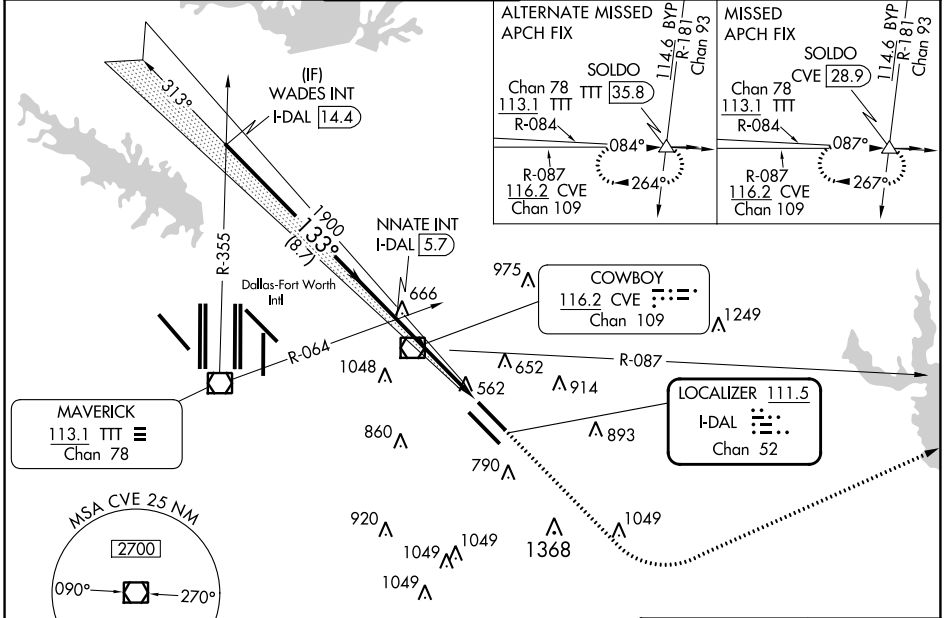 ALTERNATE MISSED
APCH FIX
SOLDO
TTT 35.8
114.6 BYP
R-181
Chan 93
Chan 78
113.1 TTT
R-084
084°
264°
R-087
116.2 CVE
Chan 109
MISSED
APCH FIX
SOLDO
CVE 28.9
114.6 BYP
R-181
Chan 93
Chan 78
113.1 TTT
R-084
087°
267°
R-087
116.2 CVE
Chan 109
313°
(IF)
WADES INT
I-DAL 14.4
1900
133°
(8.7)
NNATE INT
I-DAL 5.7
R-355
Dallas-Fort Worth
Intl
666
975
COWBOY
116.2 CVE
Chan 109
1249
R-064
R-087
1048
652
562
914
MAVERICK
113.1 TTT
Chan 78
LOCALIZER 111.5
I-DAL
Chan 52
860
893
790
MSA CVE 25 NM
2700
090°
270°
920
1049
1049
1049
1368
1049